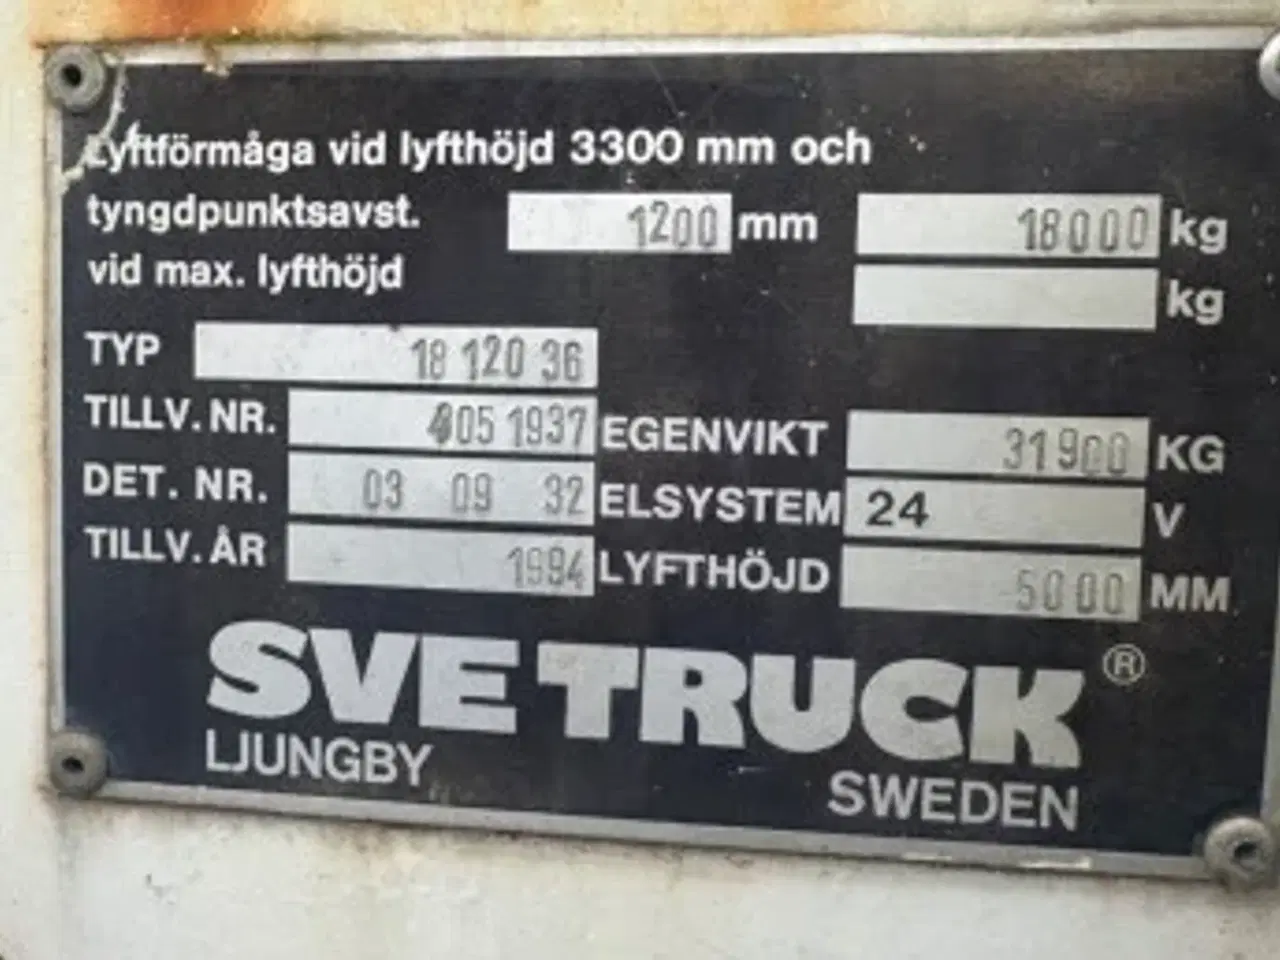 Lyftförmåga vid lyfthöjd 3300 mm och
tyngdpunktsavst. 1200 mm 18000 kg
vid max. lyfthöjd kg
TYP 18 120 36
TILLV. NR. 405 1937 EGENVIKT 31900 KG
DET. NR. 03 09 32 ELSYSTEM 24 V
TILLV. ÅR 1994 LYFTHÖJD 5000 MM
SVETRUCK ®
LJUNGBY SWEDEN